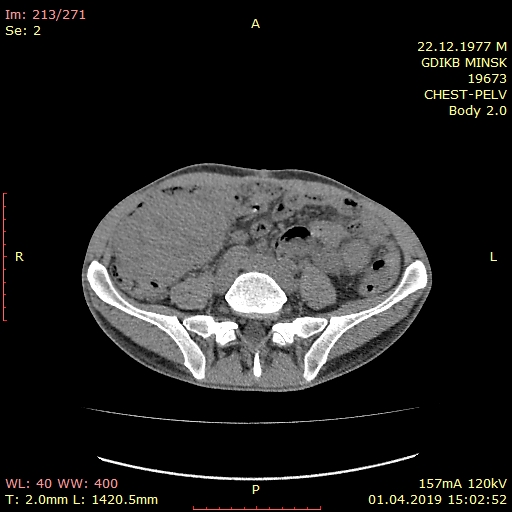 Im: 213/271
Se: 2
A
22.12.1977 M
GDIKB MINSK
19673
CHEST-PELV
Body 2.0
R
L
WL: 40 WW: 400
T: 2.0mm L: 1420.5mm
P
157mA 120kV
01.04.2019 15:02:52